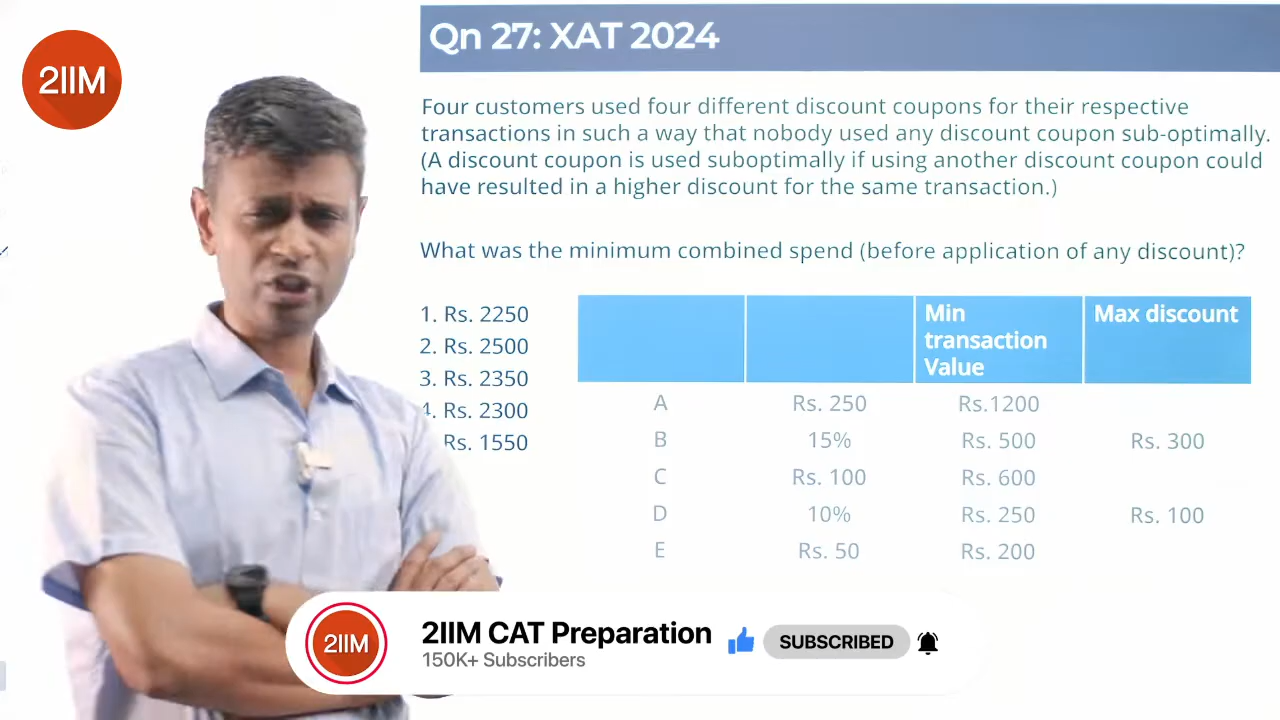 2IIM
Qn 27: XAT 2024
Four customers used four different discount coupons for their respective
transactions in such a way that nobody used any discount coupon sub-optimally.
(A discount coupon is used suboptimally if using another discount coupon could
have resulted in a higher discount for the same transaction.)
What was the minimum combined spend (before application of any discount)?
1. Rs. 2250
2. Rs. 2500
3. Rs. 2350
4. Rs. 2300
Rs. 1550
Min
transaction
Value
Max discount
A Rs. 250 Rs.1200
B 15% Rs. 500 Rs. 300
C Rs. 100 Rs. 600
D 10% Rs. 250 Rs. 100
E Rs. 50 Rs. 200
2IIM
2IIM CAT Preparation
150K+ Subscribers
SUBSCRIBED